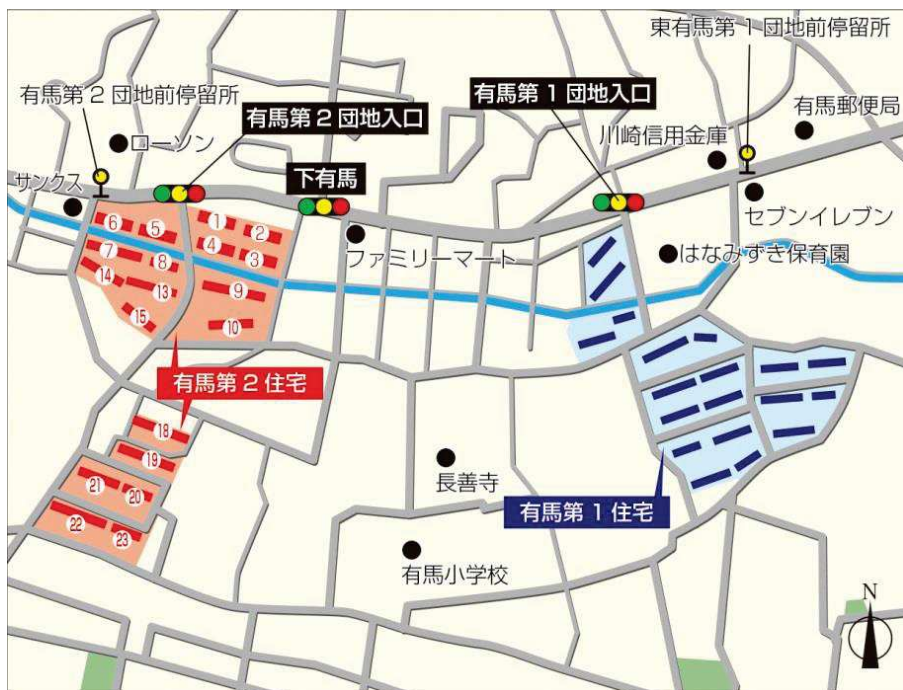 東有馬第1団地前停留所
有馬第2団地前停留所
有馬第1団地入口
有馬郵便局
有馬第2団地入口
川崎信用金庫
ローソン
下有馬
サンクス
セブンイレブン
ファミリーマート
はなみずき保育園
1
2
6
5
4
3
7
8
14
13
9
15
10
有馬第2住宅
18
19
21
20
22
23
長善寺
有馬第1住宅
有馬小学校
N